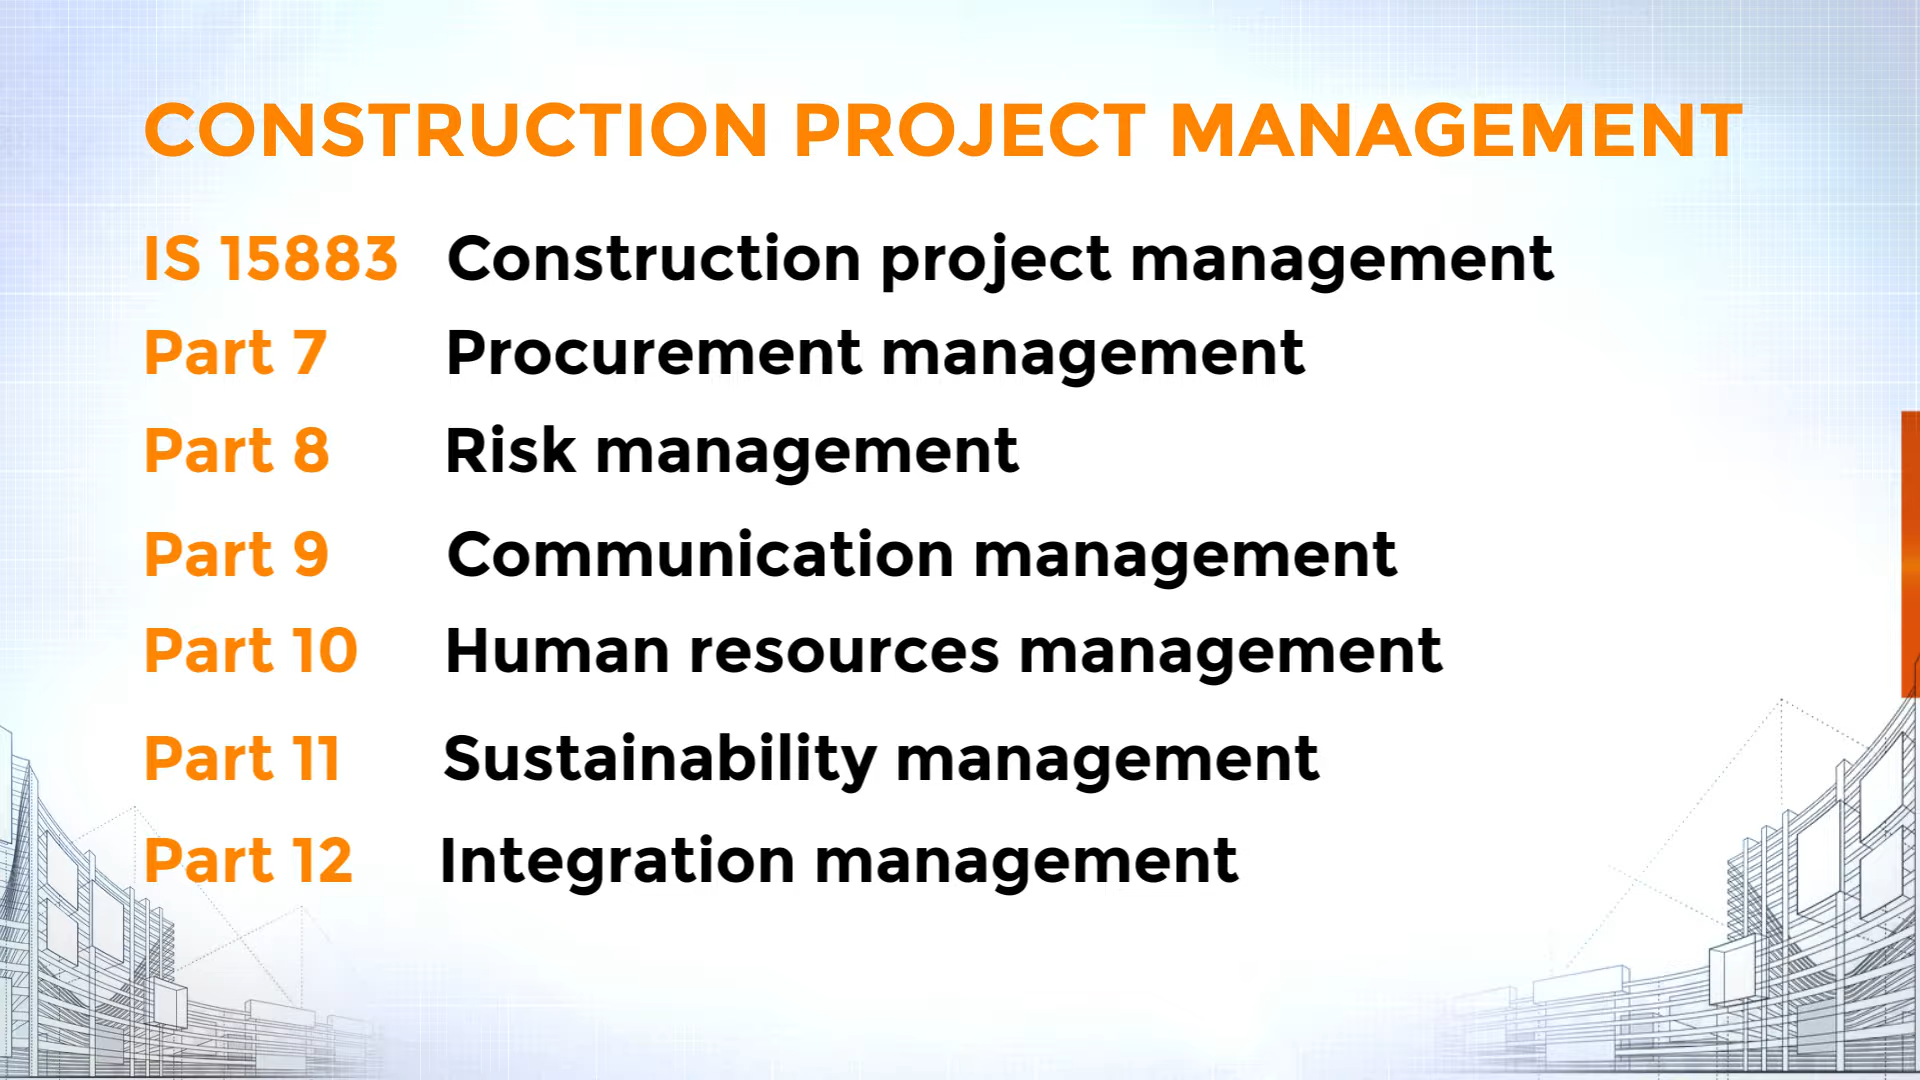 CONSTRUCTION PROJECT MANAGEMENT
IS 15883 Construction project management
Part 7 Procurement management
Part 8 Risk management
Part 9 Communication management
Part 10 Human resources management
Part 11 Sustainability management
Part 12 Integration management